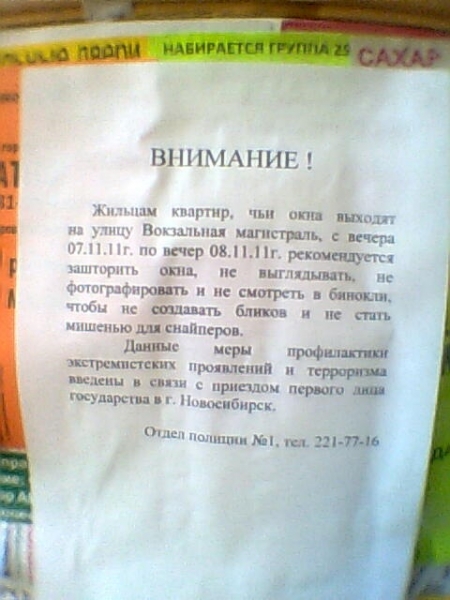 НАБИРАЕТСЯ ГРУППА 29
САХАР
ВНИМАНИЕ !
Жильцам квартир, чьи окна выходят
на улицу Вокзальная магистраль, с вечера
07.11.11г. по вечер 08.11.11г. рекомендуется
зашторить окна, не выглядывать, не
фотографировать и не смотреть в бинокли,
чтобы не создавать бликов и не стать
мишенью для снайперов.
Данные меры профилактики
экстремистских проявлений и терроризма
введены в связи с приездом первого лица
государства в г. Новосибирск.
Отдел полиции №1, тел. 221-77-16